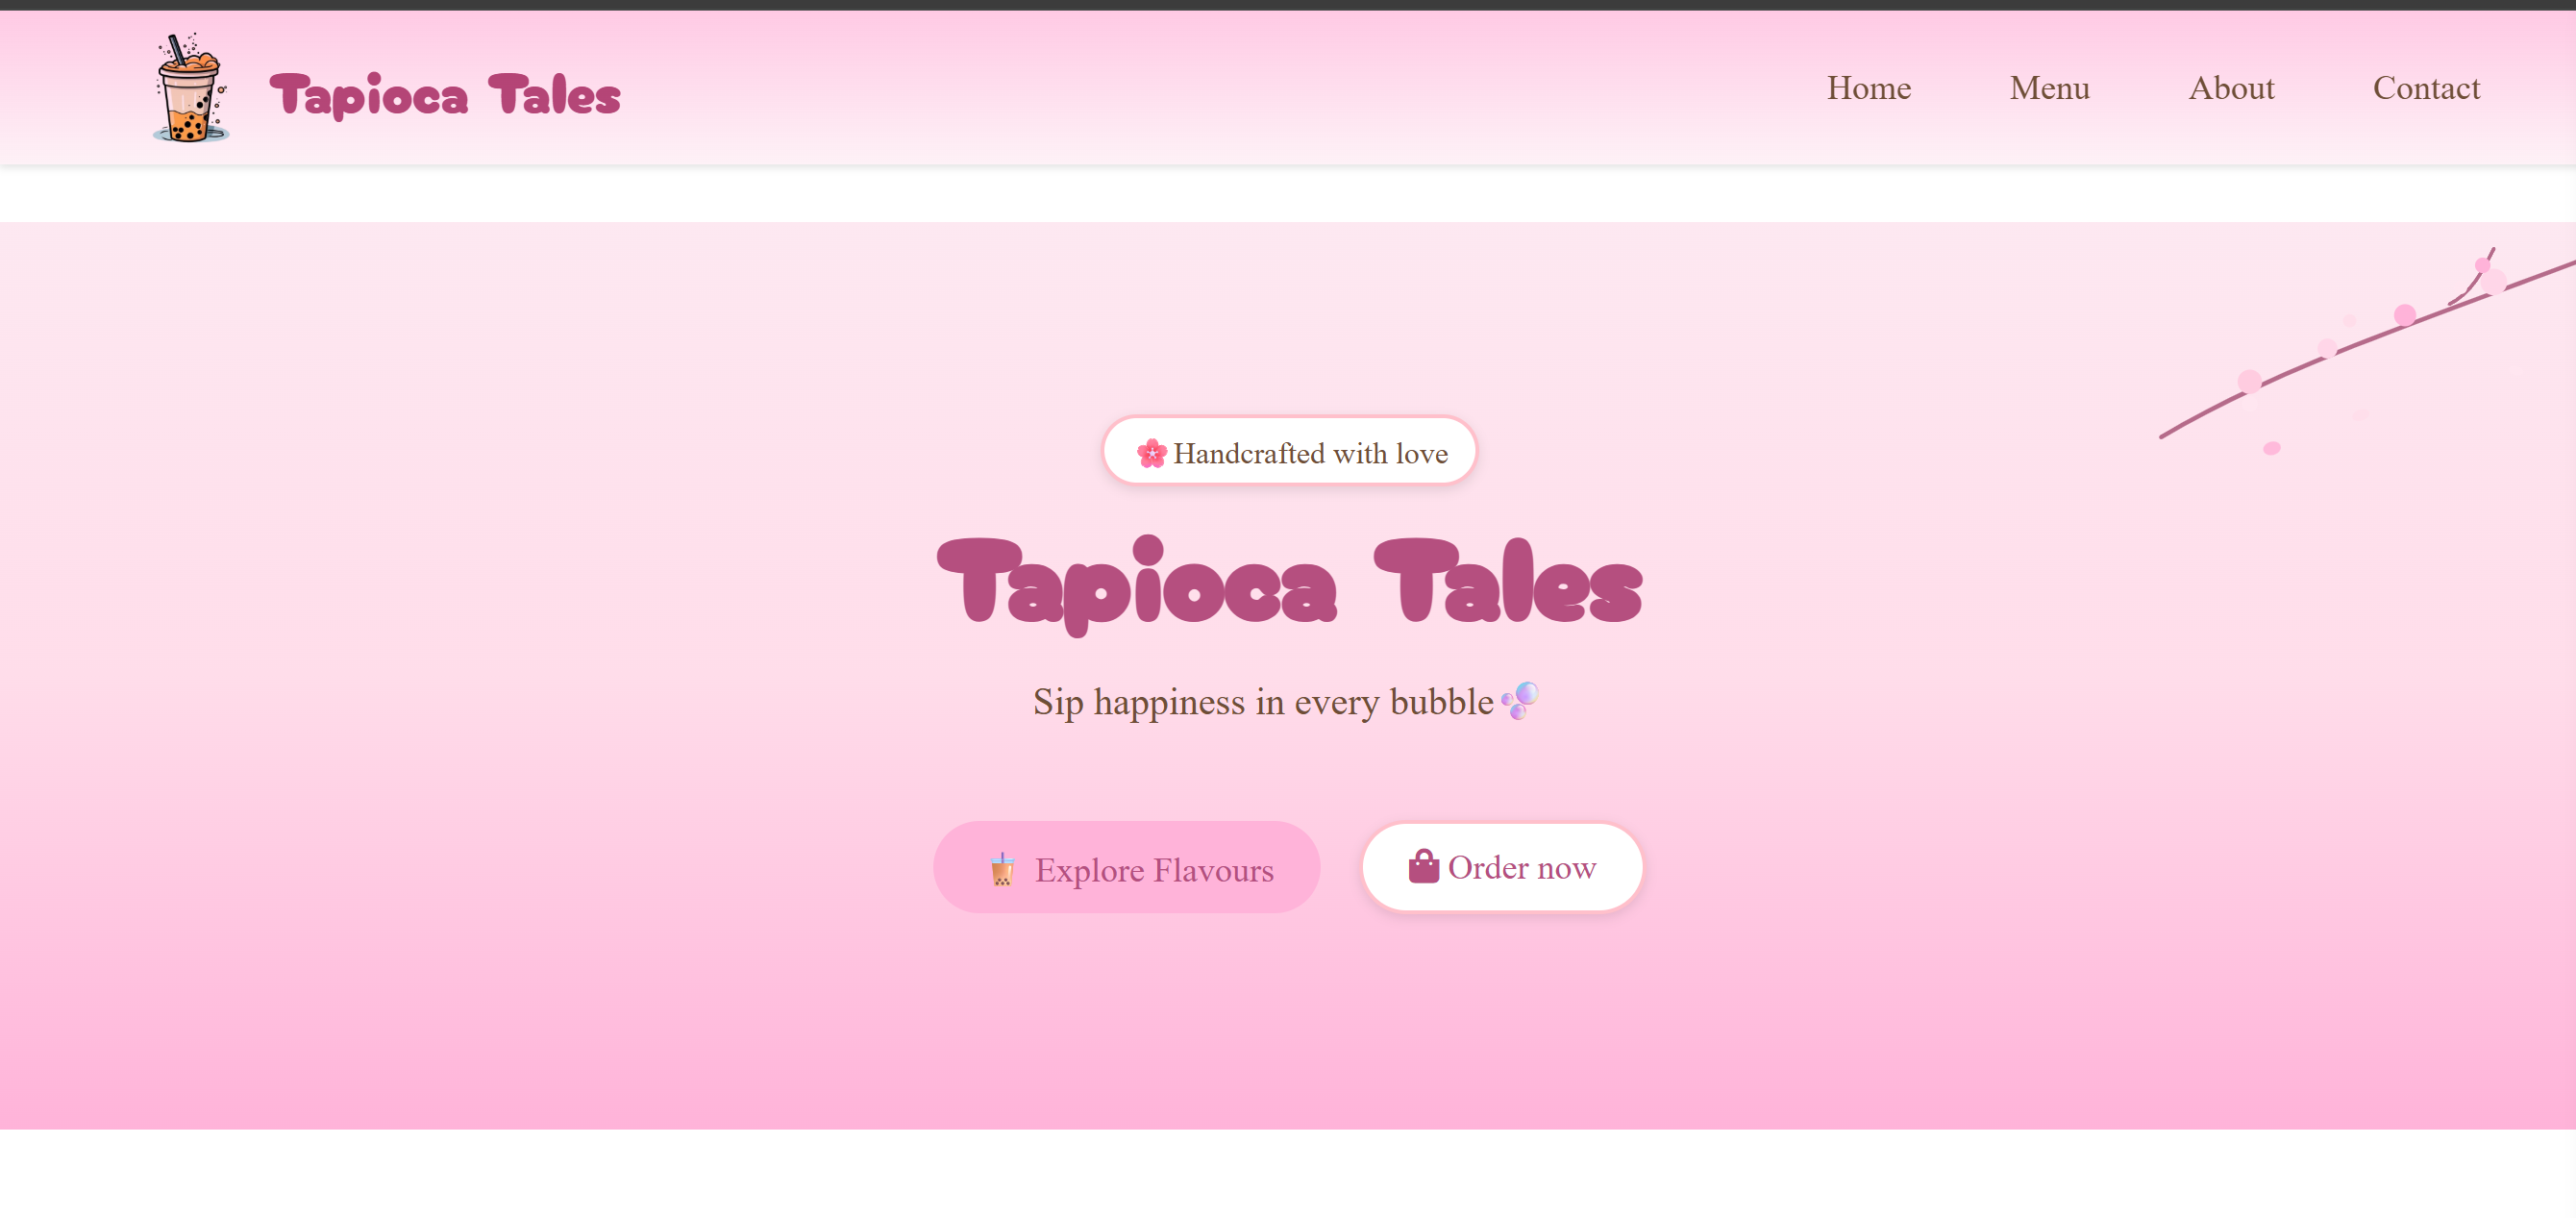 Tapioca Tales
Home Menu About Contact
🌸 Handcrafted with love
Tapioca Tales
Sip happiness in every bubble🫧
🧋 Explore Flavours
Order now